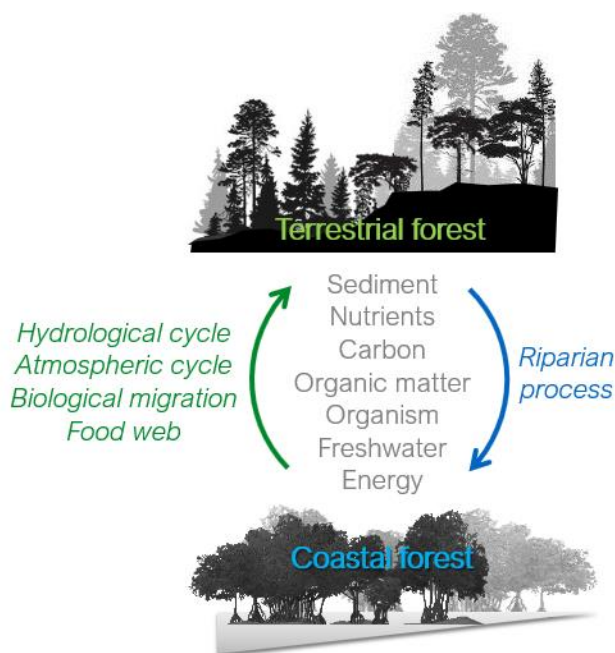 Terrestrial forest
Sediment
Nutrients
Carbon
Organic matter
Organism
Freshwater
Energy
Hydrological cycle
Atmospheric cycle
Biological migration
Food web
Riparian
process
Coastal forest